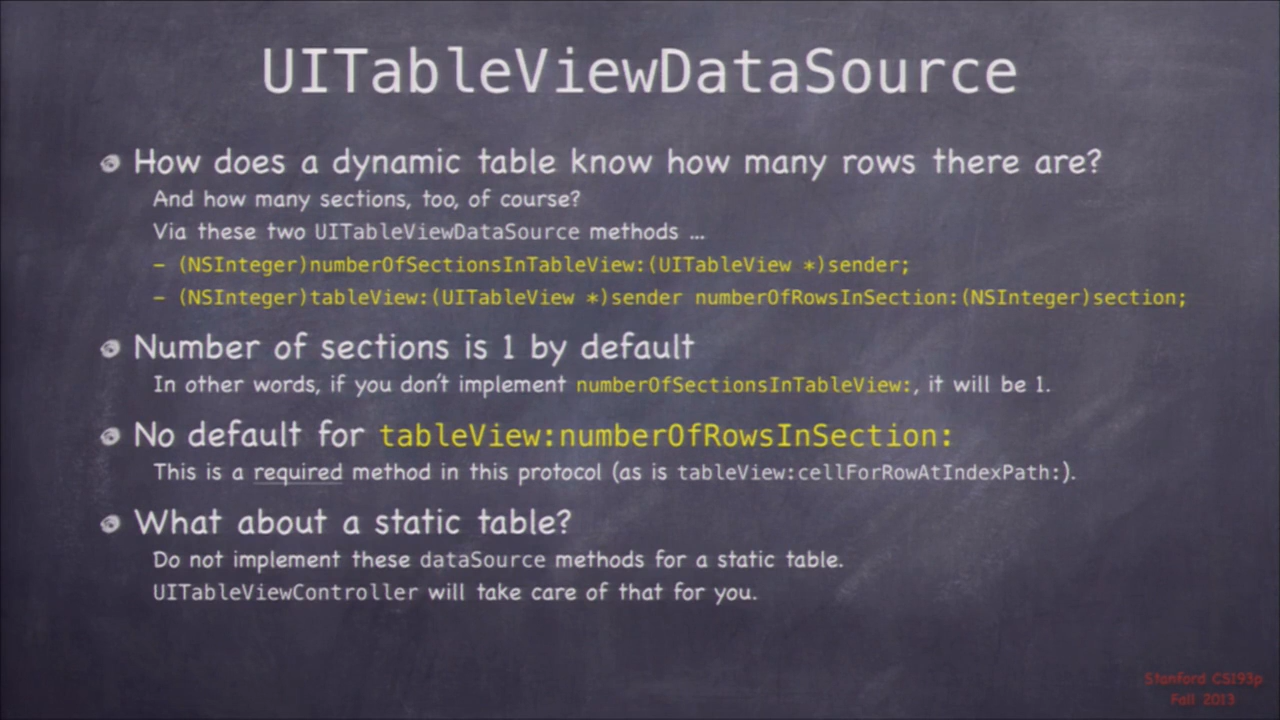 UITableViewDataSource
How does a dynamic table know how many rows there are?
And how many sections, too, of course?
Via these two UITableViewDataSource methods ...
- (NSInteger)numberOfSectionsInTableView:(UITableView *)sender;
- (NSInteger)tableView:(UITableView *)sender numberOfRowsInSection:(NSInteger)section;
Number of sections is 1 by default
In other words, if you don't implement numberOfSectionsInTableView:, it will be 1.
No default for tableView:numberOfRowsInSection:
This is a required method in this protocol (as is tableView:cellForRowAtIndexPath:).
What about a static table?
Do not implement these dataSource methods for a static table.
UITableViewController will take care of that for you.
Stanford CS193p
Fall 2013